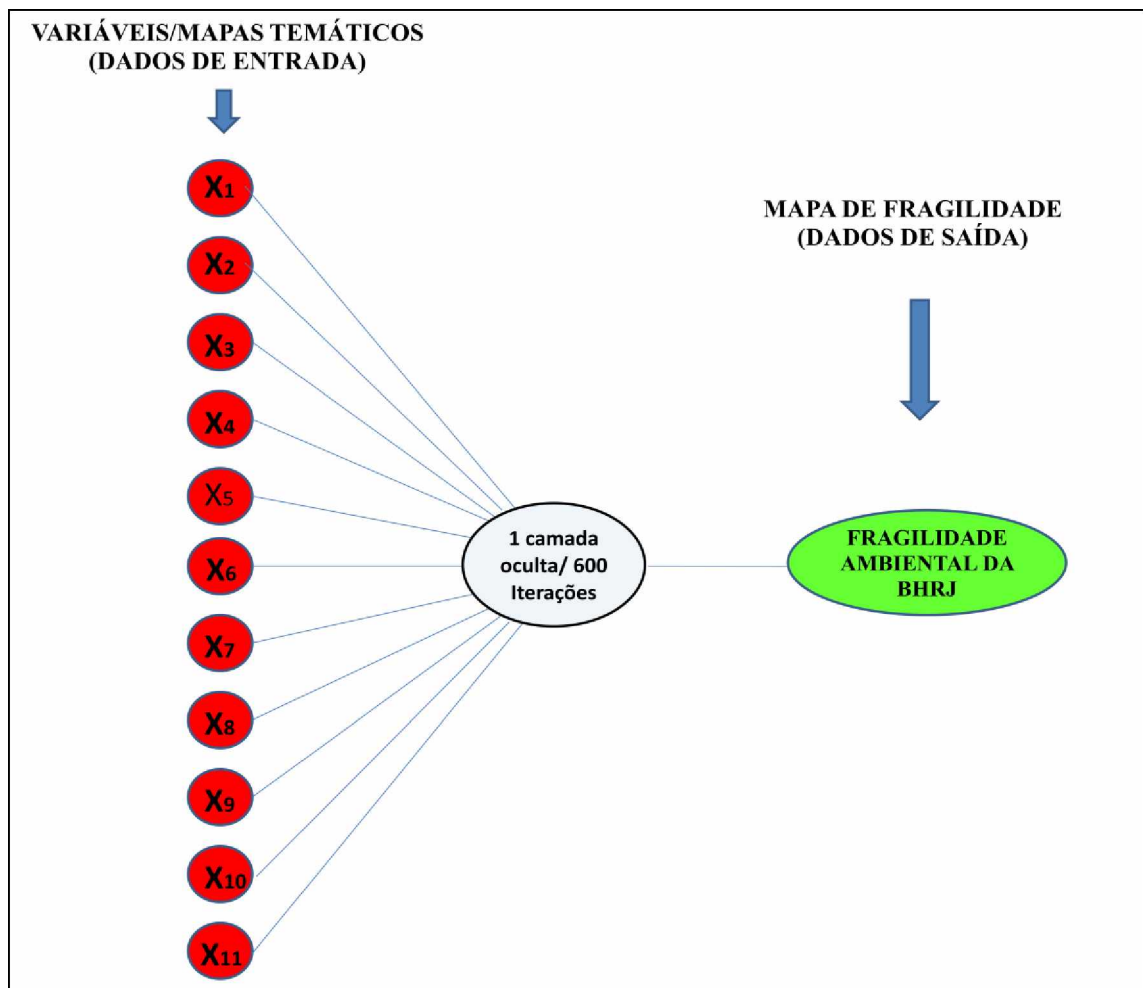 VARIÁVEIS/MAPAS TEMÁTICOS
(DADOS DE ENTRADA)
X1
X2
X3
X4
X5
X6
X7
X8
X9
X10
X11
1 camada
oculta/ 600
Iterações
MAPA DE FRAGILIDADE
(DADOS DE SAÍDA)
FRAGILIDADE
AMBIENTAL DA
BHRJ